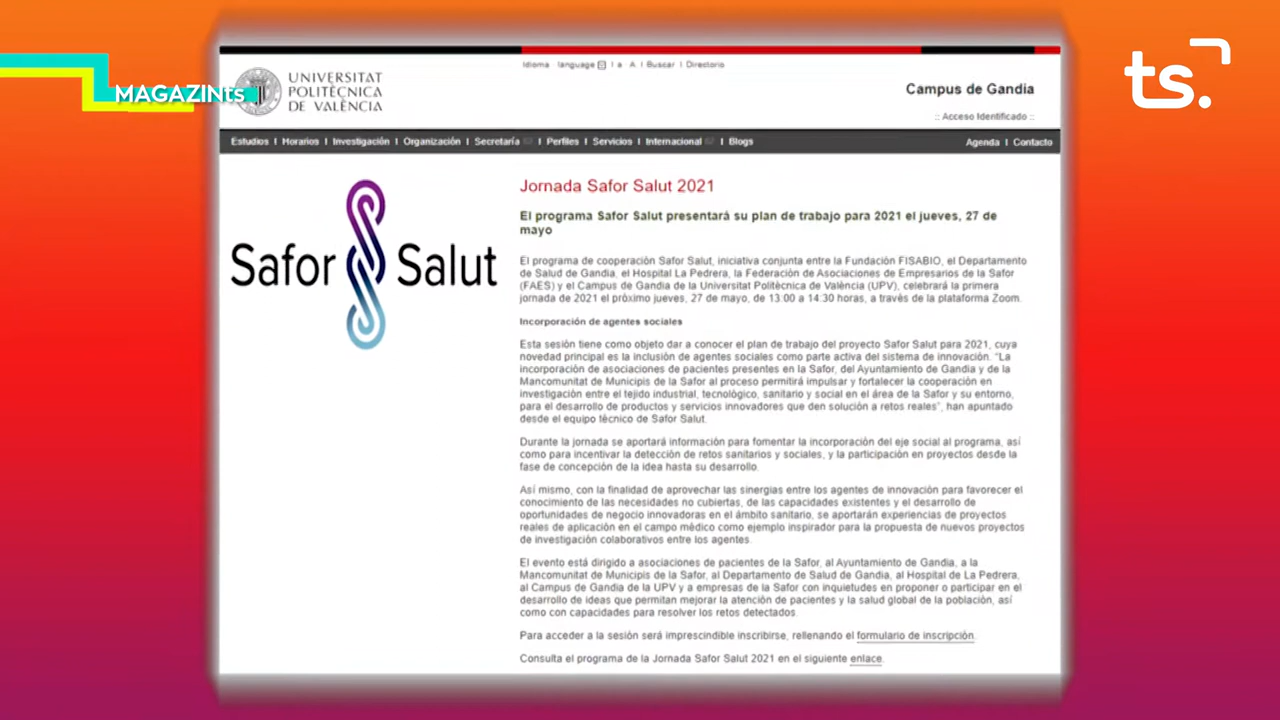 MAGAZINts
ts.
UNIVERSITAT
POLITÈCNICA
DE VALÈNCIA
Idioma · language | a · A | Buscar | Directorio
Campus de Gandia
:: Acceso Identificado ::
Estudios | Horarios | Investigación | Organización | Secretaría | Perfiles | Servicios | Internacional | Blogs
Agenda | Contacto
Safor Salut
Jornada Safor Salut 2021
El programa Safor Salut presentará su plan de trabajo para 2021 el jueves, 27 de
mayo
El programa de cooperación Safor Salut, iniciativa conjunta entre la Fundación FISABIO, el Departamento
de Salud de Gandia, el Hospital La Pedrera, la Federación de Asociaciones de Empresarios de la Safor
(FAES) y el Campus de Gandia de la Universitat Politècnica de València (UPV), celebrará la primera
jornada de 2021 el próximo jueves, 27 de mayo, de 13:00 a 14:30 horas, a través de la plataforma Zoom.
Incorporación de agentes sociales
Esta sesión tiene como objeto dar a conocer el plan de trabajo del proyecto Safor Salut para 2021, cuya
novedad principal es la inclusión de agentes sociales como parte activa del sistema de innovación. "La
incorporación de asociaciones de pacientes presentes en la Safor, del Ayuntamiento de Gandia y de la
Mancomunitat de Municipis de la Safor al proceso permitirá impulsar y fortalecer la cooperación en
investigación entre el tejido industrial, tecnológico, sanitario y social en el área de la Safor y su entorno,
para el desarrollo de productos y servicios innovadores que den solución a retos reales", han apuntado
desde el equipo técnico de Safor Salut.
Durante la jornada se aportará información para fomentar la incorporación del eje social al programa, así
como para incentivar la detección de retos sanitarios y sociales, y la participación en proyectos desde la
fase de concepción de la idea hasta su desarrollo.
Así mismo, con la finalidad de aprovechar las sinergias entre los agentes de innovación para favorecer el
conocimiento de las necesidades no cubiertas, de las capacidades existentes y el desarrollo de
oportunidades de negocio innovadoras en el ámbito sanitario, se aportarán experiencias de proyectos
reales de aplicación en el campo médico como ejemplo inspirador para la propuesta de nuevos proyectos
de investigación colaborativos entre los agentes.
El evento está dirigido a asociaciones de pacientes de la Safor, al Ayuntamiento de Gandia, a la
Mancomunitat de Municipis de la Safor, al Departamento de Salud de Gandia, al Hospital de La Pedrera,
al Campus de Gandia de la UPV y a empresas de la Safor con inquietudes en proponer o participar en el
desarrollo de ideas que permitan mejorar la atención de pacientes y la salud global de la población, así
como con capacidades para resolver los retos detectados.
Para acceder a la sesión será imprescindible inscribirse, rellenando el formulario de inscripción.
Consulta el programa de la Jornada Safor Salut 2021 en el siguiente enlace.